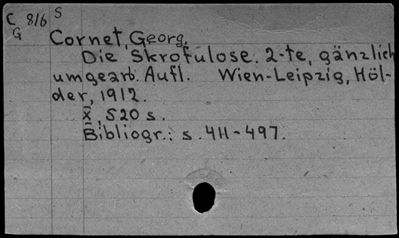 C 816 S
G
Cornet, Georg.
Die Skrofulose. 2-te, gänzlich
umgearb. Aufl. Wien-Leipzig, Höl-
der, 1912.
X, 520 s.
Bibliogr.: s. 411-497.